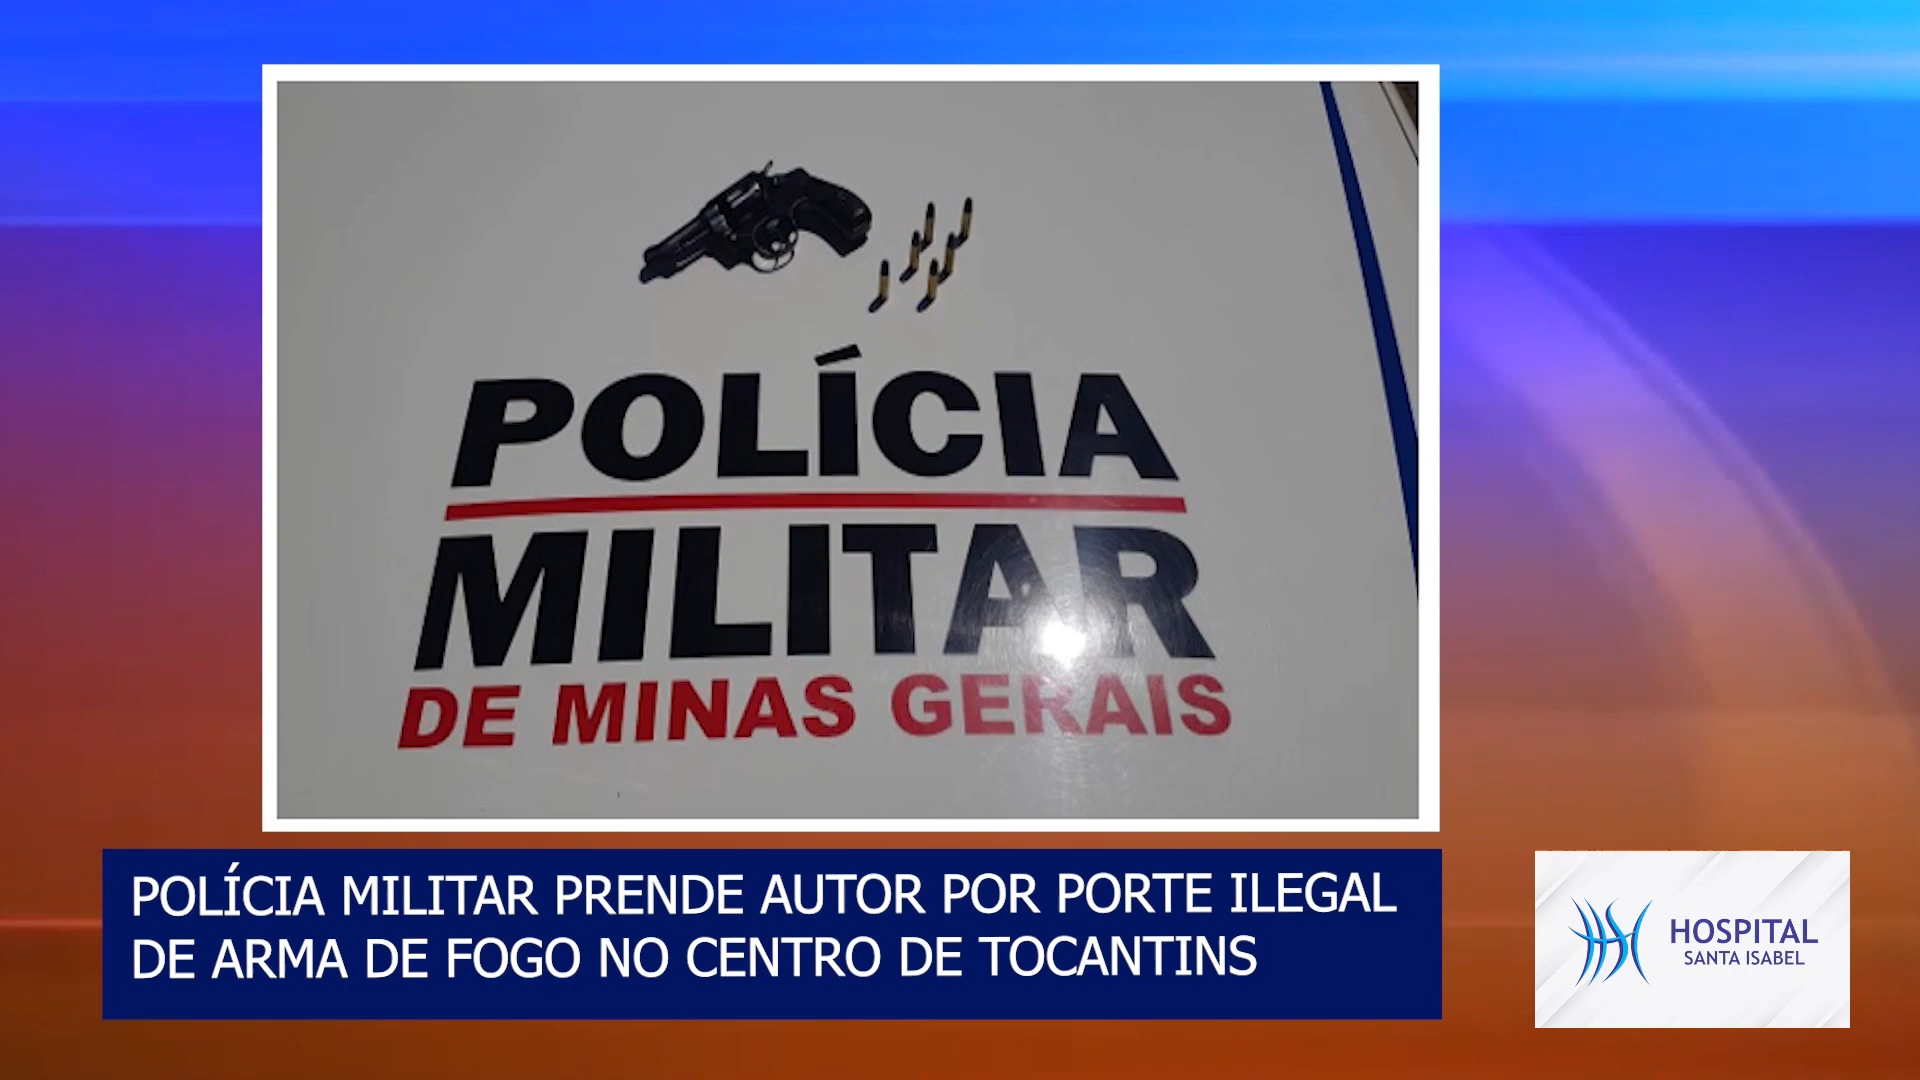 POLÍCIA
MILITAR
DE MINAS GERAIS
POLÍCIA MILITAR PRENDE AUTOR POR PORTE ILEGAL
DE ARMA DE FOGO NO CENTRO DE TOCANTINS
HOSPITAL
SANTA ISABEL